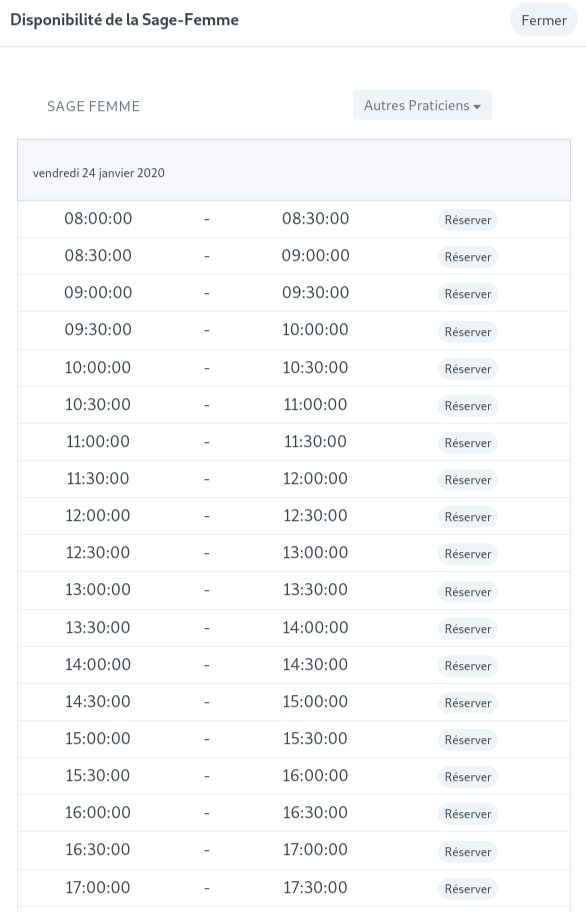 Disponibilité de la Sage-Femme Fermer
SAGE FEMME Autres Praticiens
vendredi 24 janvier 2020
08:00:00 - 08:30:00 Réserver
08:30:00 - 09:00:00 Réserver
09:00:00 - 09:30:00 Réserver
09:30:00 - 10:00:00 Réserver
10:00:00 - 10:30:00 Réserver
10:30:00 - 11:00:00 Réserver
11:00:00 - 11:30:00 Réserver
11:30:00 - 12:00:00 Réserver
12:00:00 - 12:30:00 Réserver
12:30:00 - 13:00:00 Réserver
13:00:00 - 13:30:00 Réserver
13:30:00 - 14:00:00 Réserver
14:00:00 - 14:30:00 Réserver
14:30:00 - 15:00:00 Réserver
15:00:00 - 15:30:00 Réserver
15:30:00 - 16:00:00 Réserver
16:00:00 - 16:30:00 Réserver
16:30:00 - 17:00:00 Réserver
17:00:00 - 17:30:00 Réserver